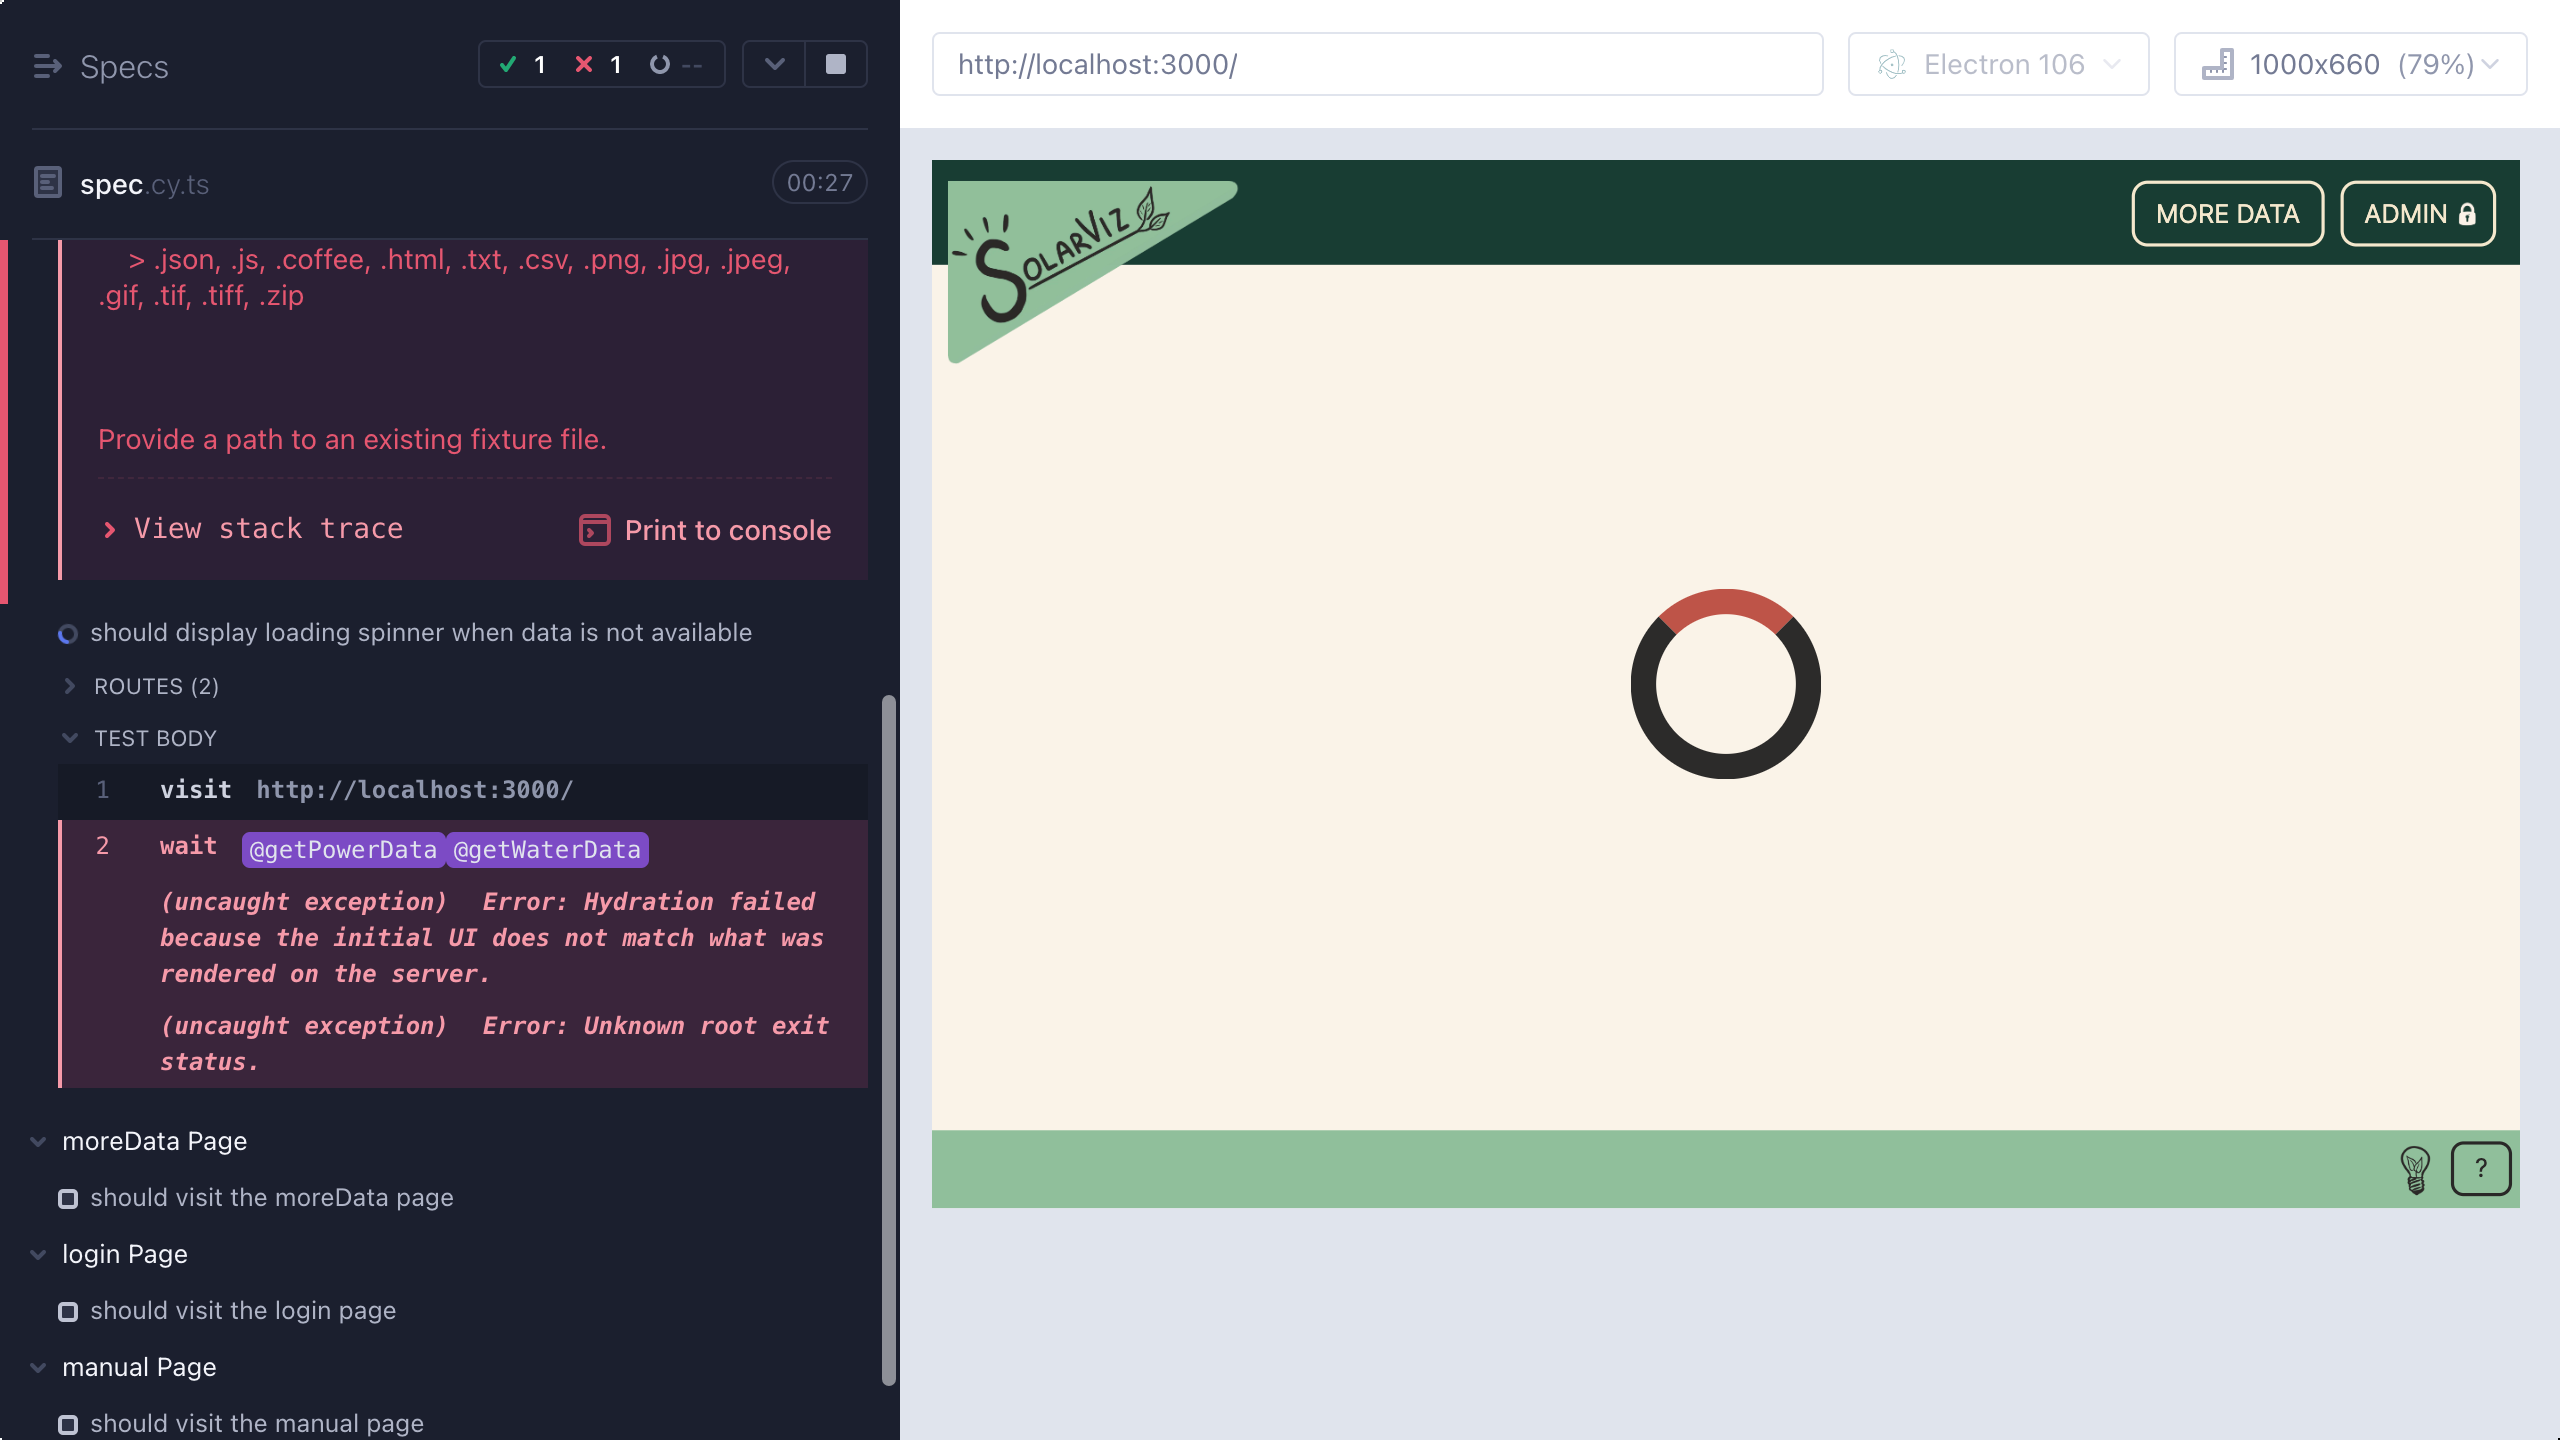 Specs
1 1 --
spec.cy.ts
00:27
> .json, .js, .coffee, .html, .txt, .csv, .png, .jpg, .jpeg,
.gif, .tif, .tiff, .zip
Provide a path to an existing fixture file.
View stack trace
Print to console
should display loading spinner when data is not available
ROUTES (2)
TEST BODY
1 visit http://localhost:3000/
2 wait @getPowerData @getWaterData
(uncaught exception) Error: Hydration failed
because the initial UI does not match what was
rendered on the server.
(uncaught exception) Error: Unknown root exit
status.
moreData Page
should visit the moreData page
login Page
should visit the login page
manual Page
should visit the manual page
http://localhost:3000/
Electron 106
1000x660 (79%)
SOLARVIZ
MORE DATA
ADMIN
?